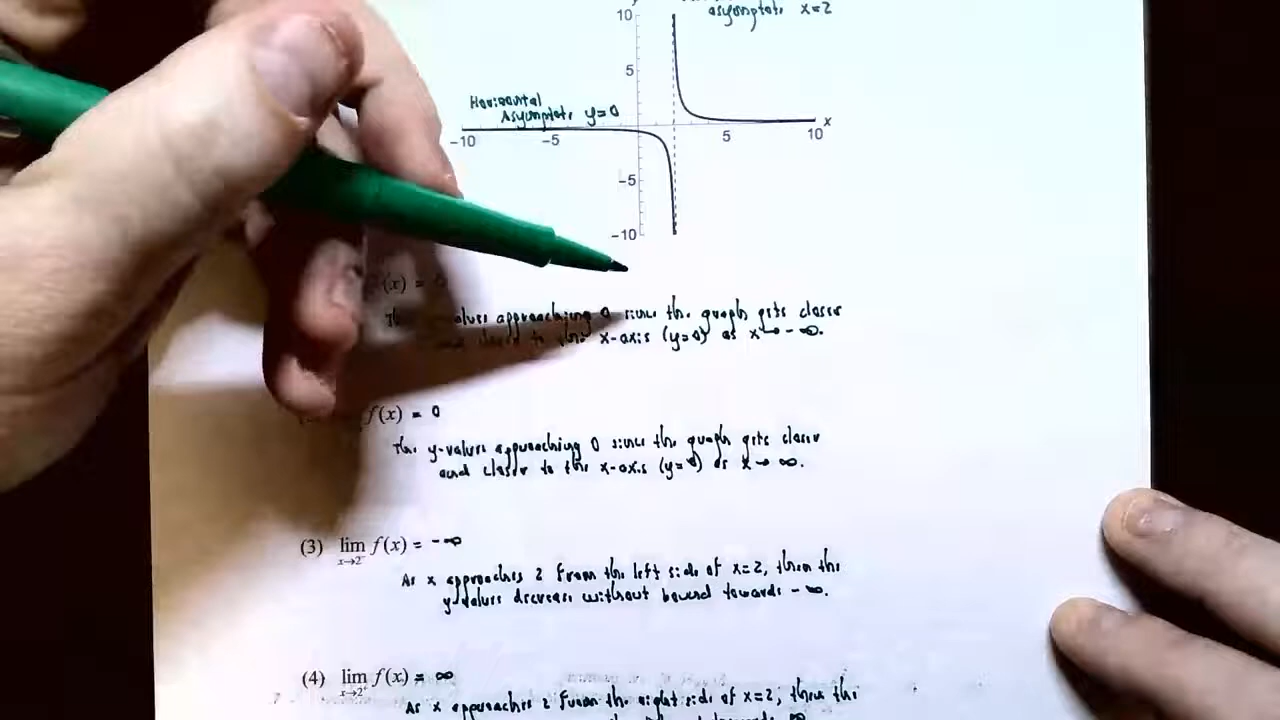 asymptote x=2
10
5
Horizontal
Asymptote y=0
x
-10
-5
5
10
-5
-10
(x) =
values approaching 0 since the graph gets closer
and closer to the x-axis (y=0) as x→-∞.
f(x) = 0
The y-values approaching 0 since the graph gets closer
and closer to the x-axis (y=0) as x→∞.
(3) lim f(x) = -∞
x→2⁻
As x approaches 2 from the left side of x=2, then the
y-values decrease without bound towards -∞.
(4) lim f(x) = ∞
x→2⁺
As x approaches 2 from the right side of x=2, then the